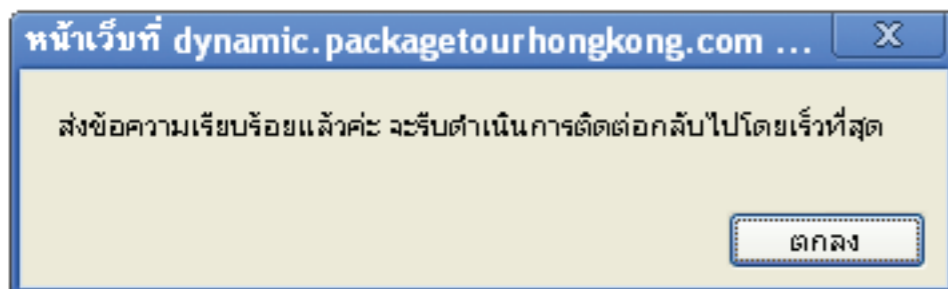 หน้าเว็บที่ dynamic.packagetourhongkong.com ...
ส่งข้อความเรียบร้อยแล้วค่ะ จะรีบดำเนินการติดต่อกลับไปโดยเร็วที่สุด
ตกลง